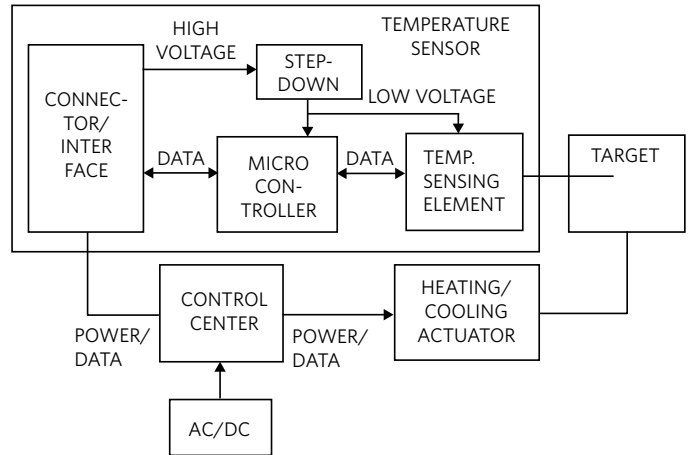 TEMPERATURE
SENSOR
HIGH
VOLTAGE
STEP-
DOWN
LOW VOLTAGE
CONNEC-
TOR/
INTER
FACE
DATA
MICRO
CON-
TROLLER
DATA
TEMP.
SENSING
ELEMENT
TARGET
POWER/
DATA
CONTROL
CENTER
POWER/
DATA
HEATING/
COOLING
ACTUATOR
AC/DC